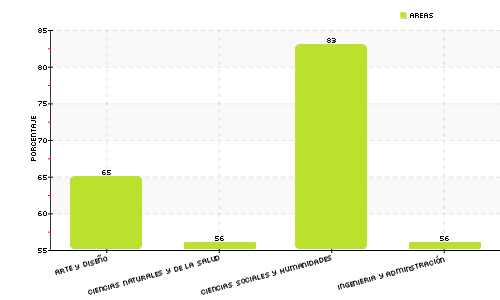 AREAS
85
80
75
70
65
60
55
PORCENTAJE
65
56
83
56
ARTE Y DISEÑO
CIENCIAS NATURALES Y DE LA SALUD
CIENCIAS SOCIALES Y HUMANIDADES
INGENIERIA Y ADMINSTRACIÓN